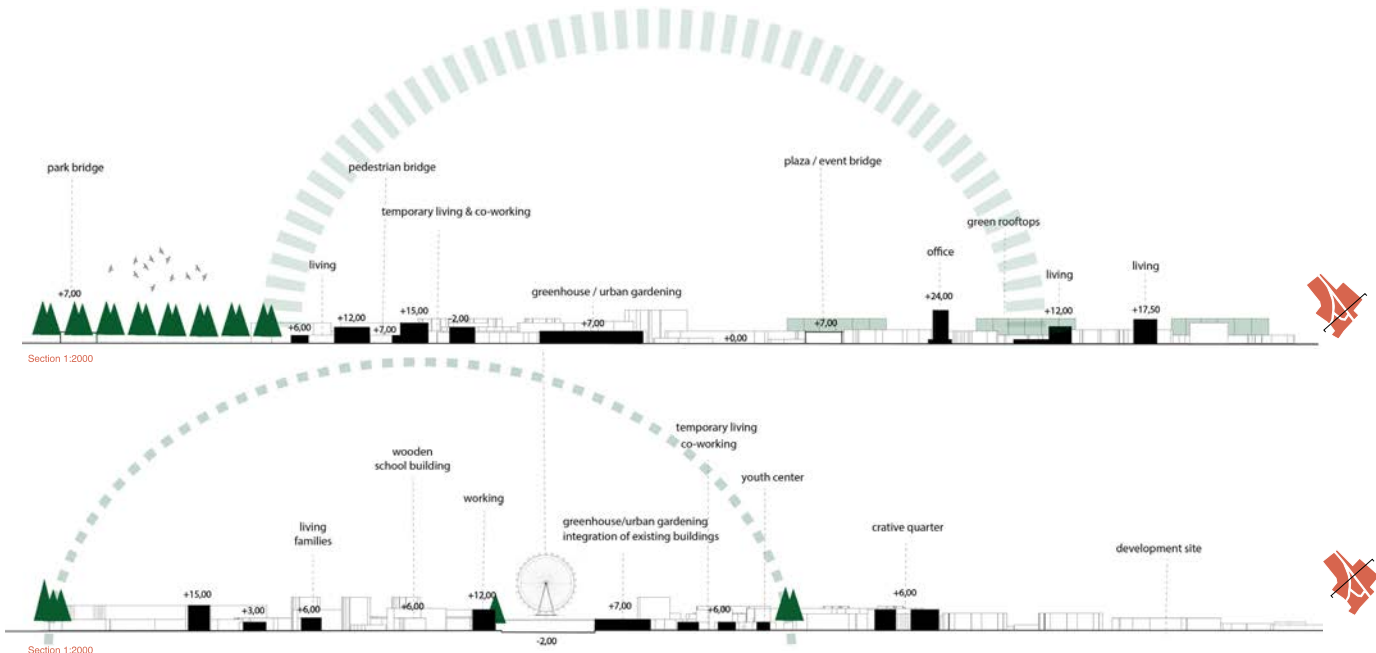 park bridge
pedestrian bridge
plaza / event bridge
temporary living & co-working
green rooftops
living
office
living
living
greenhouse / urban gardening
+7,00
+24,00
+6,00
+12,00
+7,00
+15,00
-2,00
+7,00
+0,00
+7,00
+12,00
+17,50
Section 1:2000
temporary living
co-working
wooden
school building
youth center
working
living
families
greenhouse/urban gardening
integration of existing buildings
crative quarter
development site
+15,00
+3,00
+6,00
+6,00
+12,00
+7,00
+6,00
+6,00
-2,00
Section 1:2000